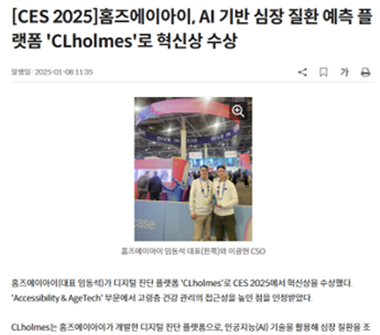 [CES 2025]홈즈에이아이, AI 기반 심장 질환 예측 플
랫폼 'CLholmes'로 혁신상 수상
발행일 : 2025-01-08 11:35
가
홈즈에이아이 임동석 대표(왼쪽)와 이광현 CSO
홈즈에이아이(대표 임동석)가 디지털 진단 플랫폼 'CLholmes'로 CES 2025에서 혁신상을 수상했다.
'Accessibility & AgeTech' 부문에서 고령층 건강 관리의 접근성을 높인 점을 인정받았다.
CLholmes는 홈즈에이아이가 개발한 디지털 진단 플랫폼으로, 인공지능(AI) 기술을 활용해 심장 질환을 조